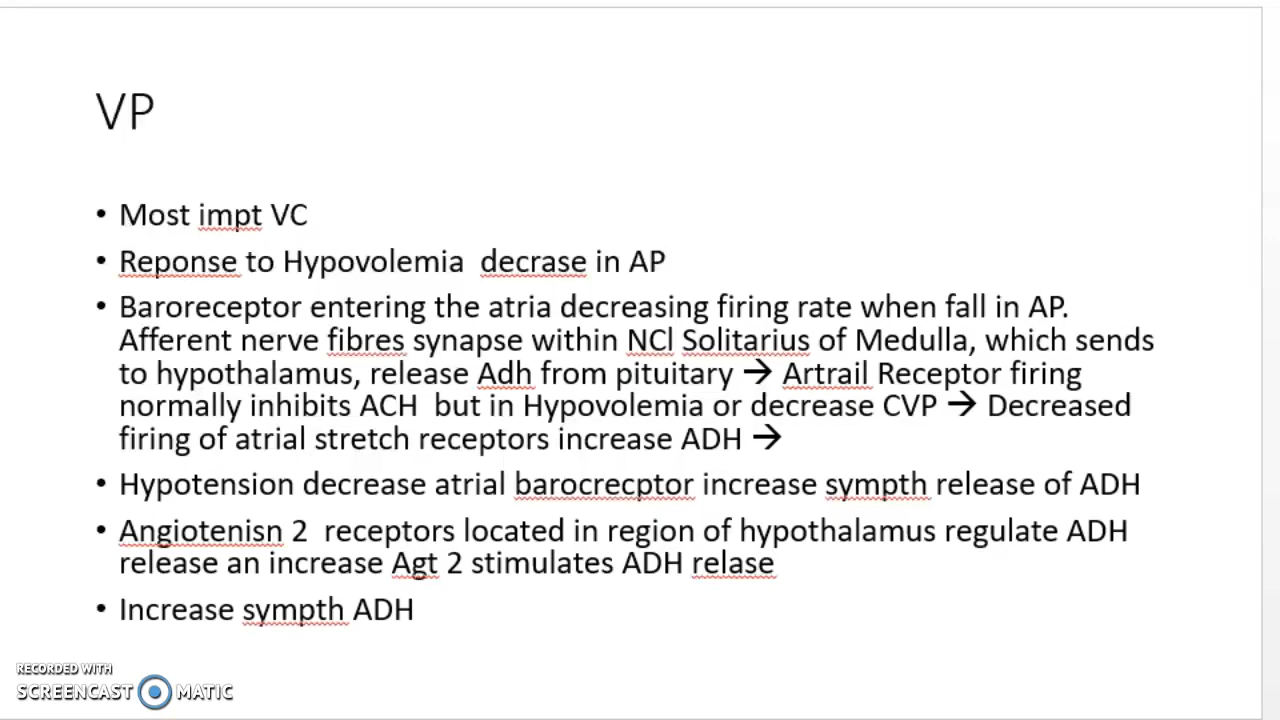 VP
• Most impt VC
• Reponse to Hypovolemia  decrase in AP
• Baroreceptor entering the atria decreasing firing rate when fall in AP.
Afferent nerve fibres synapse within NCl Solitarius of Medulla, which sends
to hypothalamus, release Adh from pituitary → Artrail Receptor firing
normally inhibits ACH  but in Hypovolemia or decrease CVP → Decreased
firing of atrial stretch receptors increase ADH →
• Hypotension decrease atrial barocrecptor increase sympth release of ADH
• Angiotenisn 2  receptors located in region of hypothalamus regulate ADH
release an increase Agt 2 stimulates ADH relase
• Increase sympth ADH
RECORDED WITH
SCREENCAST MATIC